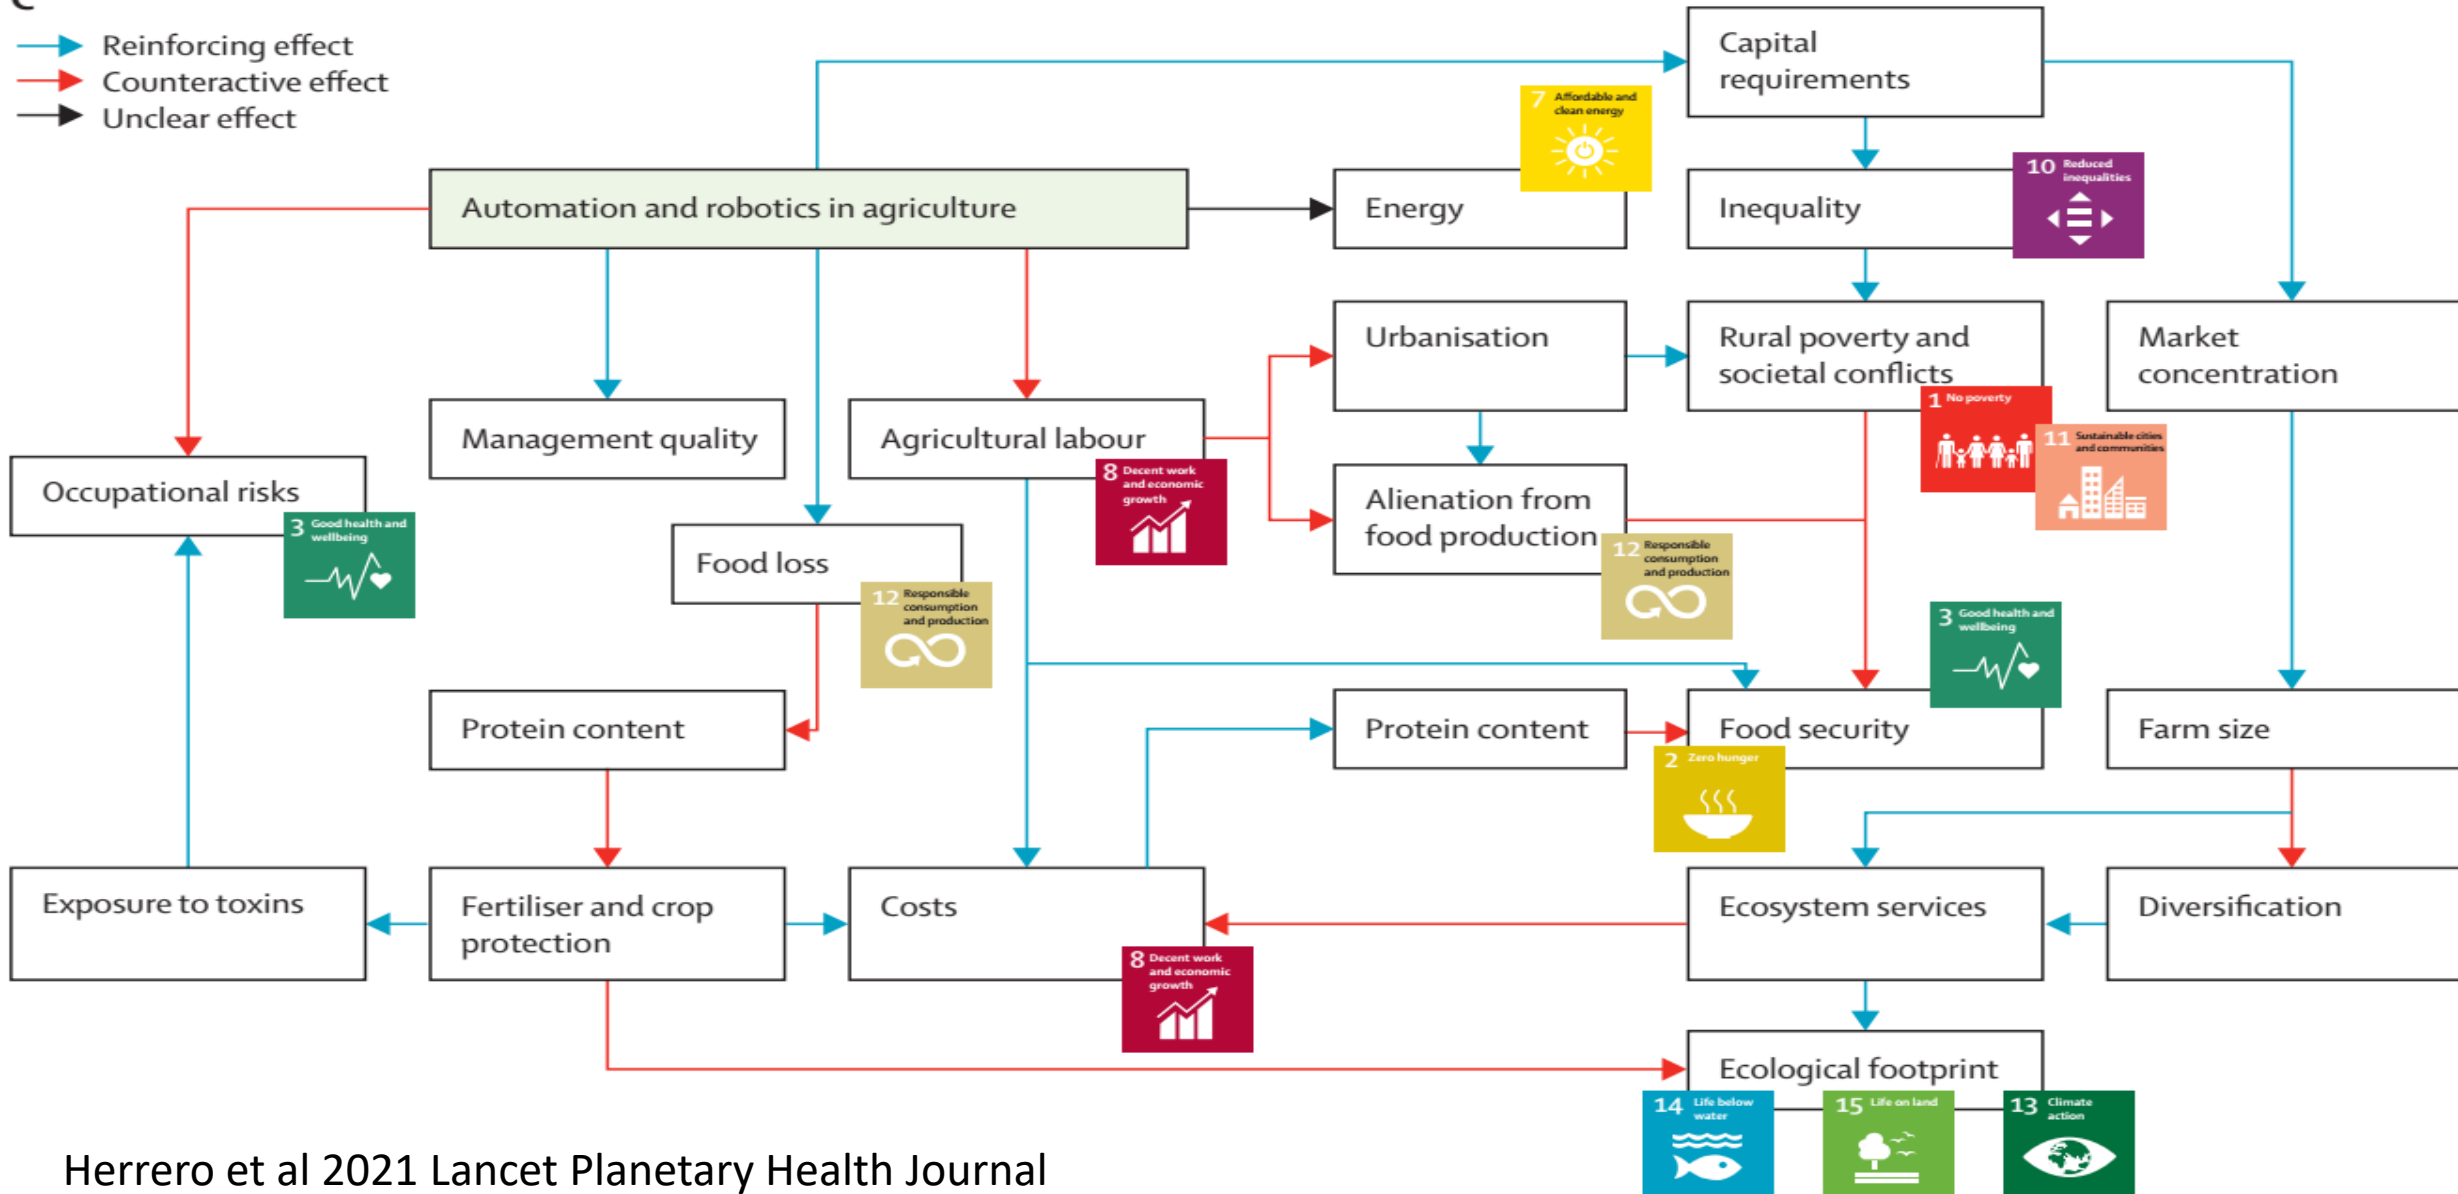 Reinforcing effect
Counteractive effect
Unclear effect
Capital
requirements
7 Affordable and
clean energy
Automation and robotics in agriculture
Energy
Inequality
10 Reduced
inequalities
Urbanisation
Rural poverty and
societal conflicts
1 No poverty
11 Sustainable cities
and communities
Market
concentration
Management quality
Agricultural labour
8 Decent work
and economic
growth
Occupational risks
3 Good health and
wellbeing
Alienation from
food production
12 Responsible
consumption
and production
Food loss
12 Responsible
consumption
and production
3 Good health and
wellbeing
Protein content
Protein content
Food security
2 Zero hunger
Farm size
Exposure to toxins
Fertiliser and crop
protection
Costs
8 Decent work
and economic
growth
Ecosystem services
Diversification
Ecological footprint
14 Life below
water
15 Life on land
13 Climate
action
Herrero et al 2021 Lancet Planetary Health Journal